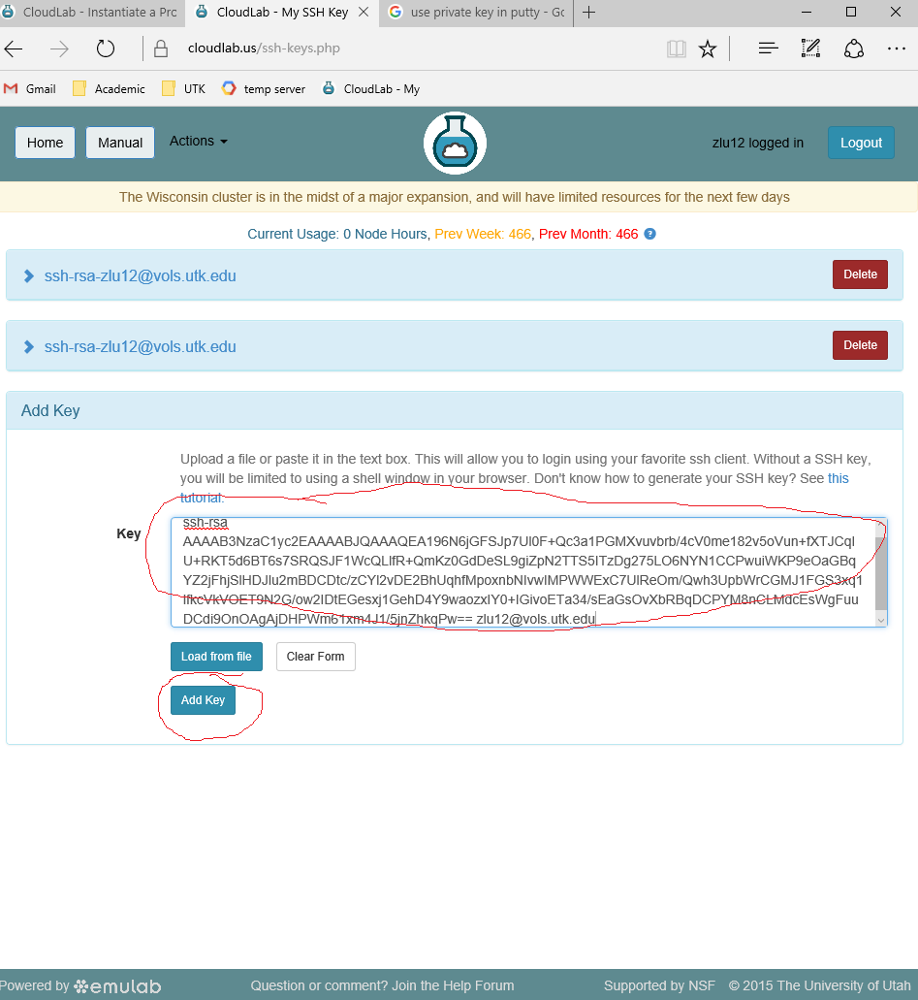 CloudLab - Instantiate a Pro
CloudLab - My SSH Key
use private key in putty - Go
cloudlab.us/ssh-keys.php
Gmail
Academic
UTK
temp server
CloudLab - My
Home
Manual
Actions
zlu12 logged in
Logout
The Wisconsin cluster is in the midst of a major expansion, and will have limited resources for the next few days
Current Usage: 0 Node Hours, Prev Week: 466, Prev Month: 466
ssh-rsa-zlu12@vols.utk.edu
Delete
ssh-rsa-zlu12@vols.utk.edu
Delete
Add Key
Upload a file or paste it in the text box. This will allow you to login using your favorite ssh client. Without a SSH key,
you will be limited to using a shell window in your browser. Don't know how to generate your SSH key? See this
tutorial.
Key
ssh-rsa
AAAAB3NzaC1yc2EAAAABJQAAAQEA196N6jGFSJp7Ul0F+Qc3a1PGMXvuvbrb/4cV0me182v5oVun+fXTJCqI
U+RKT5d6BT6s7SRQSJF1WcQLIfR+QmKz0GdDeSL9giZpN2TTS5ITzDg275LO6NYN1CCPwuiWKP9eOaGBq
YZ2jFhjSlHDJlu2mBDCDtc/zCYl2vDE2BhUqhfMpoxnbNIvwIMPWWExC7UlReOm/Qwh3UpbWrCGMJ1FGS3xq1
lfkcVkVOET9N2G/ow2IDtEGesxj1GehD4Y9waozxIY0+IGivoETa34/sEaGsOvXbRBqDCPYM8nCLMdcEsWgFuu
DCdi9OnOAgAjDHPWm61xm4J1/5jnZhkqPw== zlu12@vols.utk.edu
Load from file
Clear Form
Add Key
Powered by emulab
Question or comment? Join the Help Forum
Supported by NSF
© 2015 The University of Utah